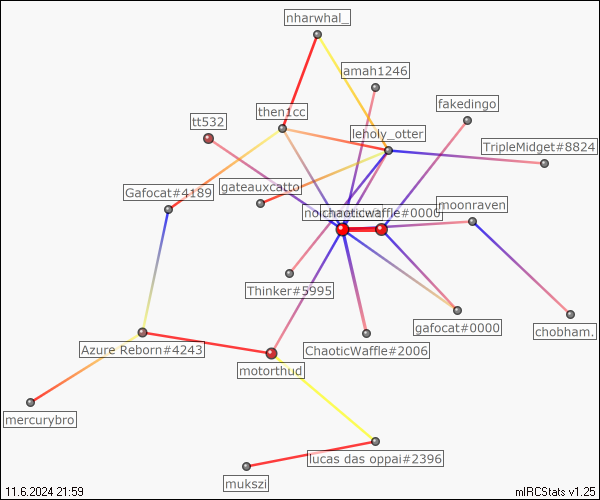 nharwhal_
amah1246
fakedingo
then1cc
tt532
leholy_otter
TripleMidget#8824
gateauxcatto
Gafocat#4189
moonraven
chaoticwaffle#0000
Thinker#5995
gafocat#0000
chobham.
Azure Reborn#4243
ChaoticWaffle#2006
motorthud
mercurybro
lucas das oppai#2396
mukszi
11.6.2024 21:59
mIRCStats v1.25